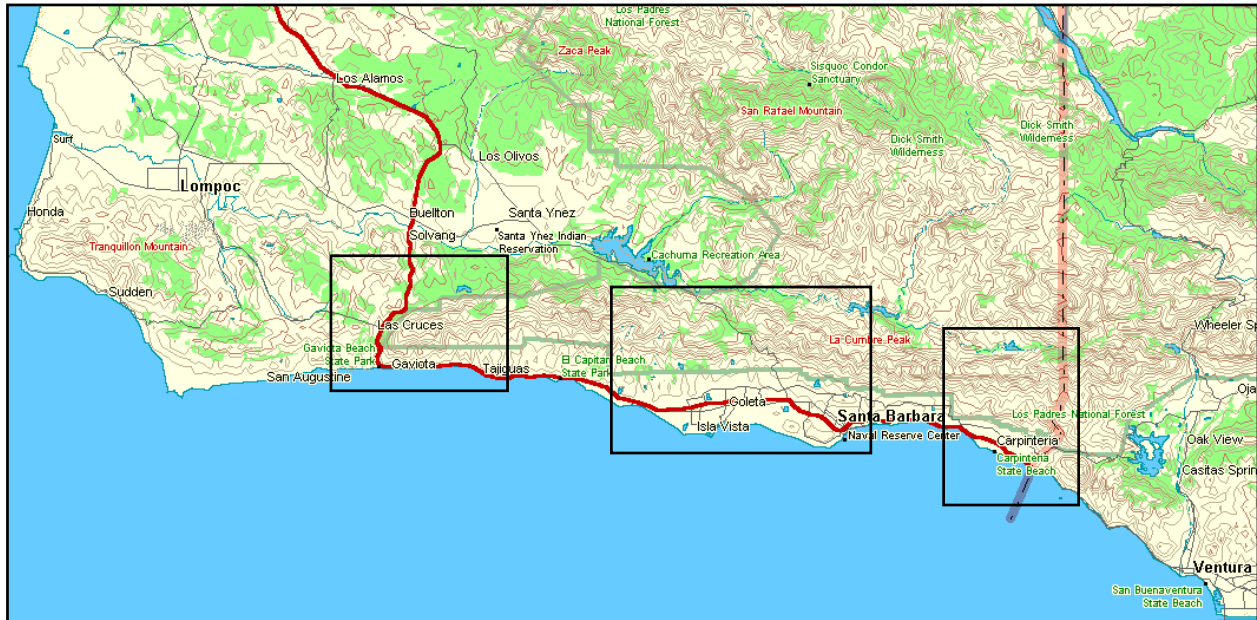 Los Padres
National Forest
Zaca Peak
Sisquoc Condor
Sanctuary
Los Alamos
San Rafael Mountain
Dick Smith
Wilderness
Dick Smith
Wilderness
Surf
Los Olivos
Lompoc
Honda
Buellton
Santa Ynez
Solvang
Santa Ynez Indian
Reservation
Tranquillon Mountain
Cachuma Recreation Area
Sudden
Las Cruces
Wheeler Sp
La Cumbre Peak
Gaviota Beach
State Park
Gaviota
Tajiguas
El Capitan Beach
State Park
San Augustine
Oja
Goleta
Santa Barbara
Los Padres National Forest
Isla Vista
Naval Reserve Center
Carpinteria
Oak View
Carpinteria
State Beach
Casitas Sprin
Ventura
San Buenaventura
State Beach